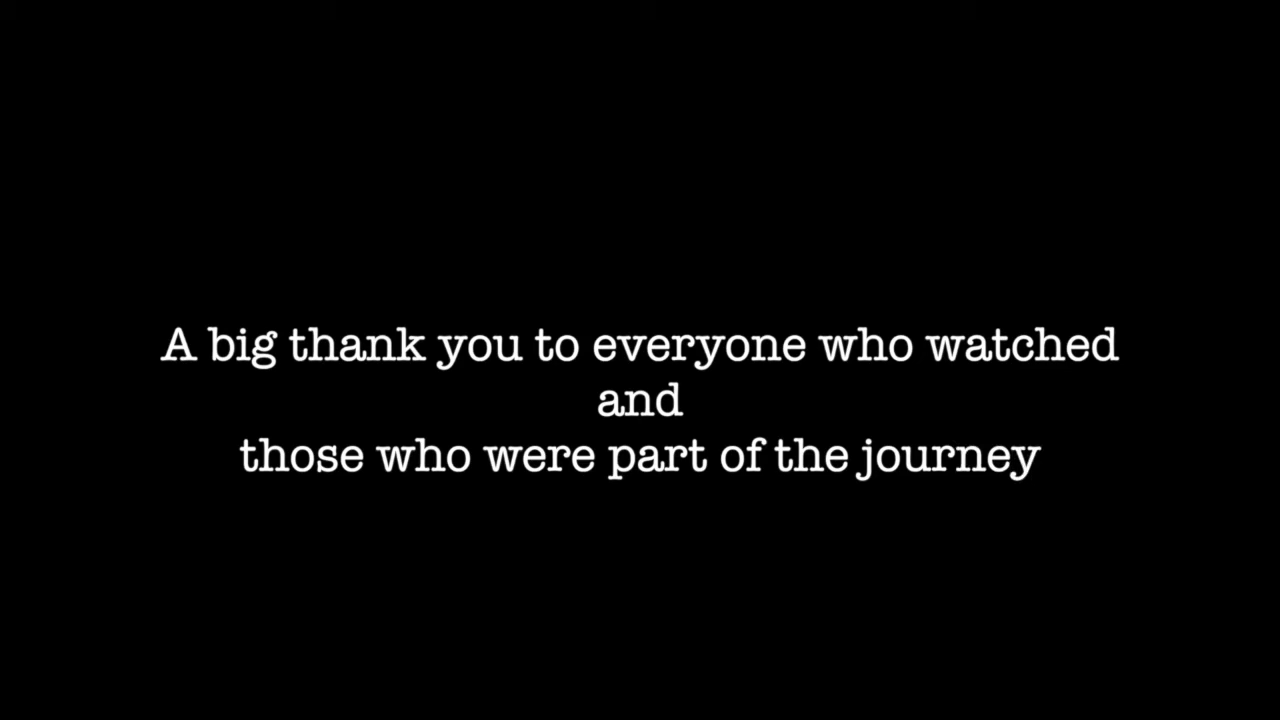 A big thank you to everyone who watched
and
those who were part of the journey